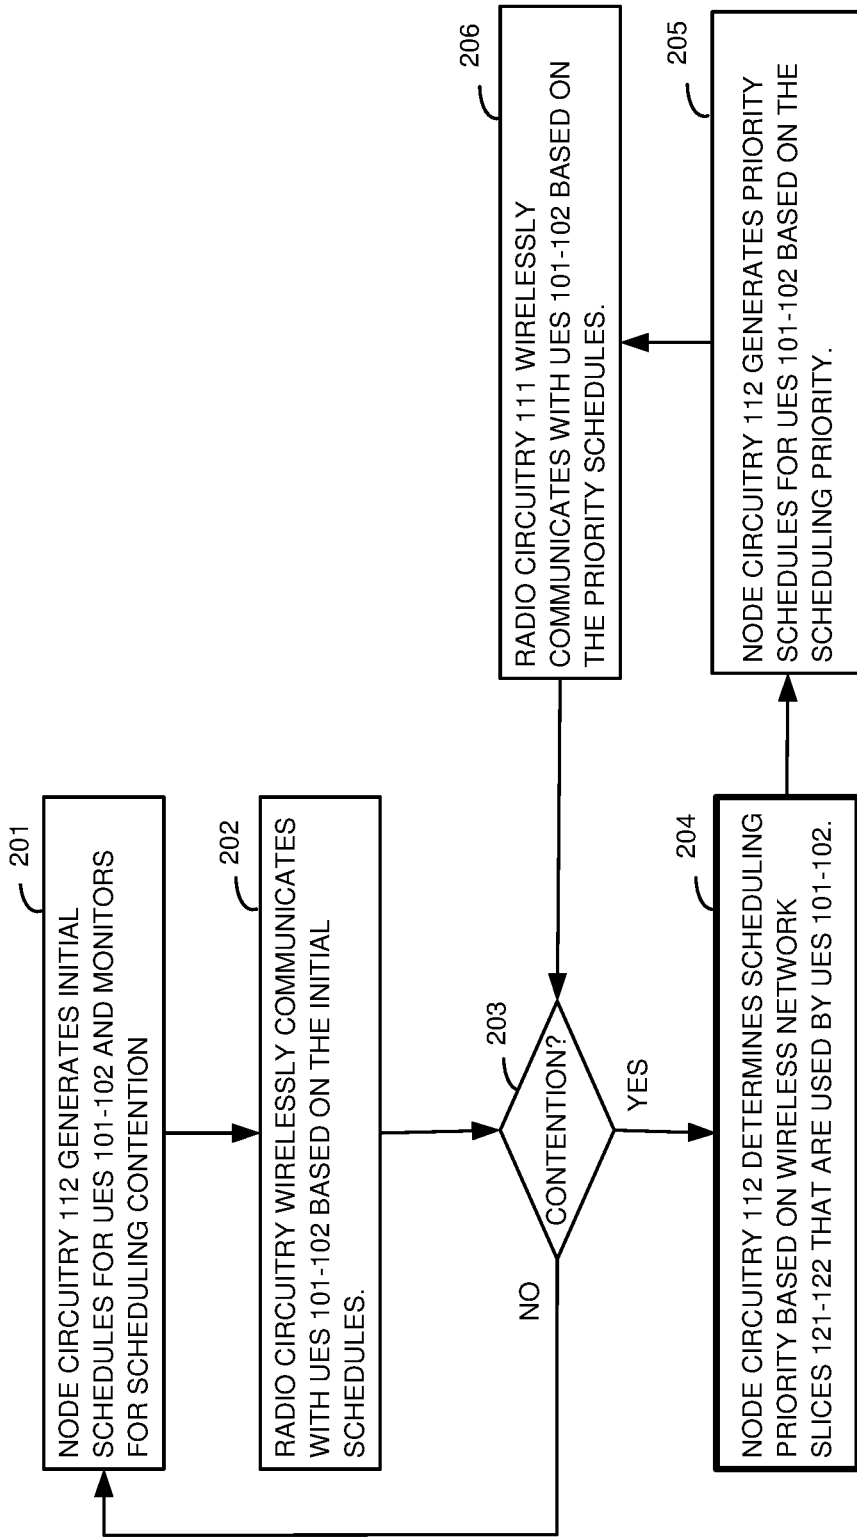 201
NODE CIRCUITRY 112 GENERATES INITIAL
SCHEDULES FOR UES 101-102 AND MONITORS
FOR SCHEDULING CONTENTION
202
RADIO CIRCUITRY WIRELESSLY COMMUNICATES
WITH UES 101-102 BASED ON THE INITIAL
SCHEDULES.
203
CONTENTION?
NO
YES
204
NODE CIRCUITRY 112 DETERMINES SCHEDULING
PRIORITY BASED ON WIRELESS NETWORK
SLICES 121-122 THAT ARE USED BY UES 101-102.
205
NODE CIRCUITRY 112 GENERATES PRIORITY
SCHEDULES FOR UES 101-102 BASED ON THE
SCHEDULING PRIORITY.
206
RADIO CIRCUITRY 111 WIRELESSLY
COMMUNICATES WITH UES 101-102 BASED ON
THE PRIORITY SCHEDULES.